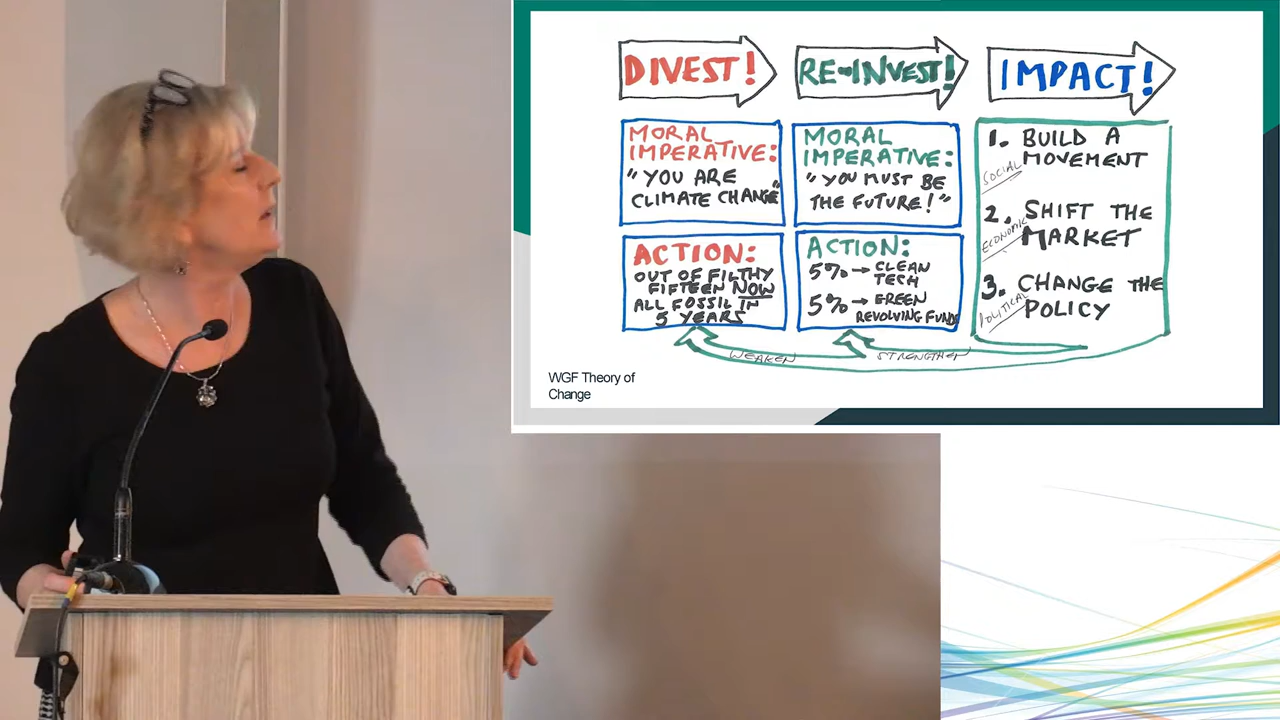 DIVEST!
RE-INVEST!
IMPACT!
MORAL
IMPERATIVE:
"YOU ARE
CLIMATE CHANGE"
ACTION:
OUT OF FILTHY
FIFTEEN NOW
ALL FOSSIL IN
5 YEARS
MORAL
IMPERATIVE:
"YOU MUST BE
THE FUTURE!"
ACTION:
5% → CLEAN
TECH
5% → GREEN
REVOLVING FUNDS
1. BUILD A
MOVEMENT
SOCIAL
2. SHIFT THE
MARKET
ECONOMIC
3. CHANGE THE
POLICY
POLITICAL
WEAKEN
STRENGTHEN
WGF Theory of
Change